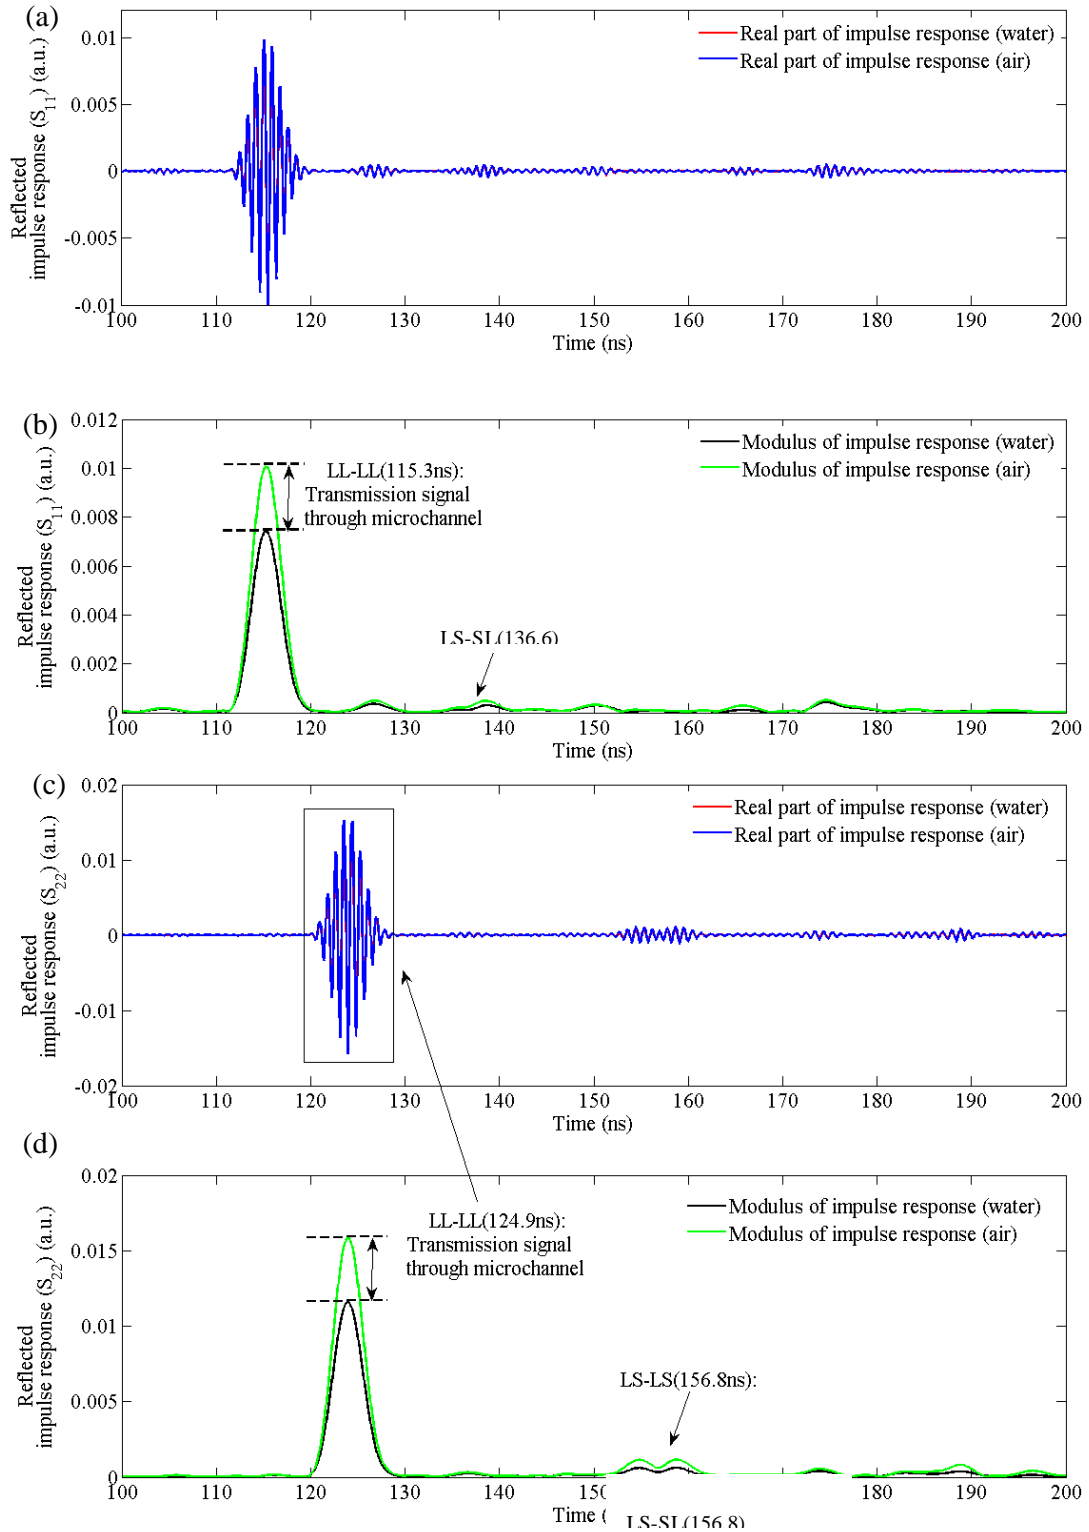 (a)
0.01
0.005
0
-0.005
-0.01
Reflected
impulse response (S11) (a.u.)
Real part of impulse response (water)
Real part of impulse response (air)
100 110 120 130 140 150 160 170 180 190 200
Time (ns)
(b)
0.012
0.01
0.008
0.006
0.004
0.002
0
Reflected
impulse response (S11) (a.u.)
Modulus of impulse response (water)
Modulus of impulse response (air)
LL-LL(115.3ns):
Transmission signal
through microchannel
LS-SL(136.6)
100 110 120 130 140 150 160 170 180 190 200
Time (ns)
(c)
0.02
0.01
0
-0.01
-0.02
Reflected
impulse response (S22) (a.u.)
Real part of impulse response (water)
Real part of impulse response (air)
100 110 120 130 140 150 160 170 180 190 200
Time (ns)
(d)
0.02
0.015
0.01
0.005
0
Reflected
impulse response (S22) (a.u.)
Modulus of impulse response (water)
Modulus of impulse response (air)
LL-LL(124.9ns):
Transmission signal
through microchannel
LS-LS(156.8ns):
100 110 120 130 140 150 160 170 180 190 200
Time (
LS-SL(156.8)